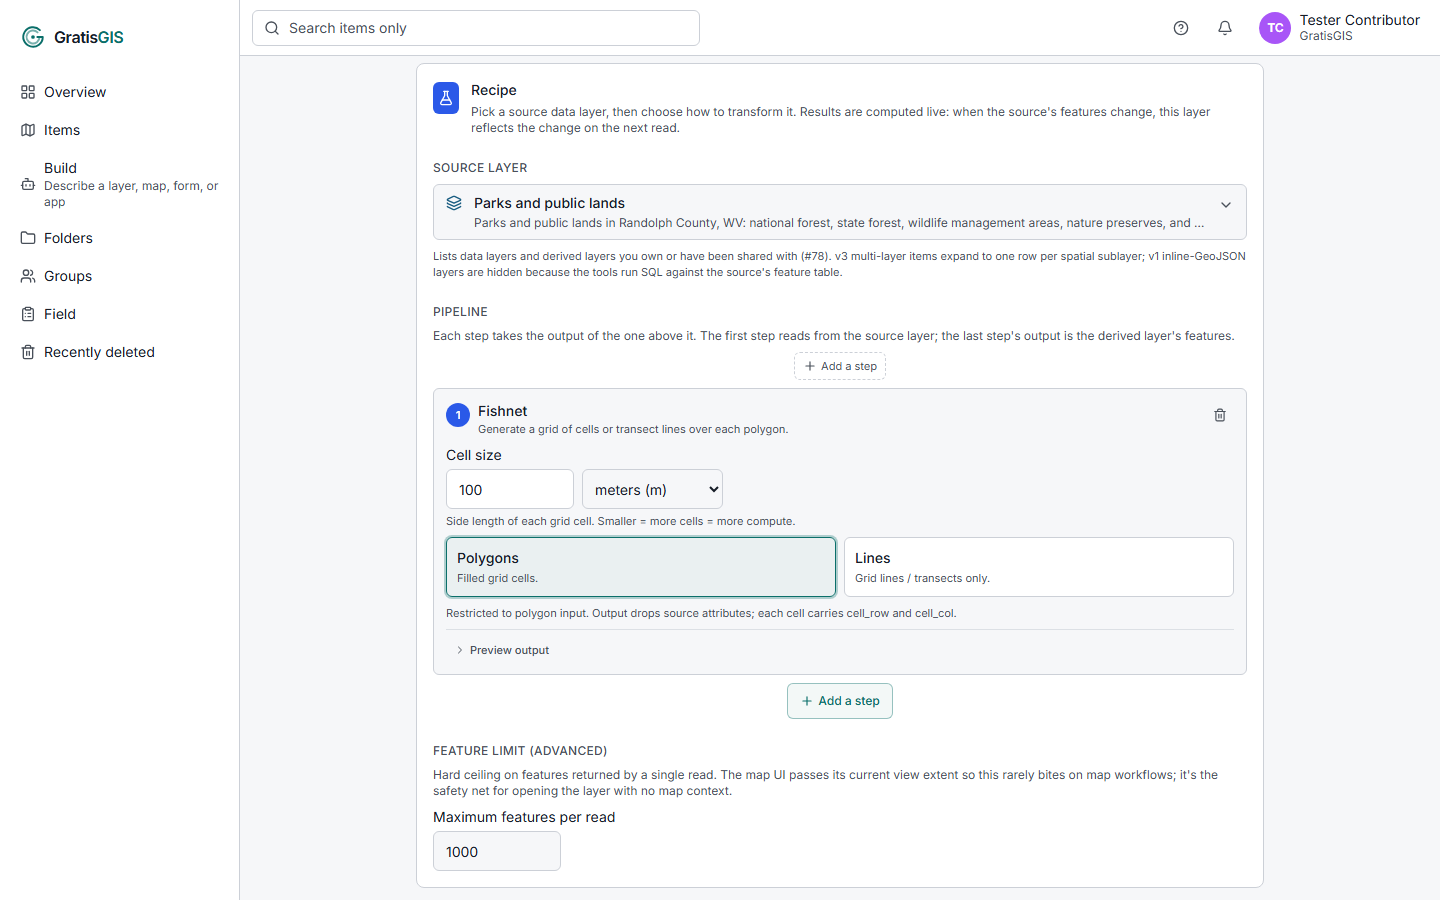 GratisGIS
Search items only
TC
Tester Contributor
GratisGIS
Overview
Items
Build
Describe a layer, map, form, or
app
Folders
Groups
Field
Recently deleted
Recipe
Pick a source data layer, then choose how to transform it. Results are computed live: when the source's features change, this layer
reflects the change on the next read.
SOURCE LAYER
Parks and public lands
Parks and public lands in Randolph County, WV: national forest, state forest, wildlife management areas, nature preserves, and ...
Lists data layers and derived layers you own or have been shared with (#78). v3 multi-layer items expand to one row per spatial sublayer; v1 inline-GeoJSON
layers are hidden because the tools run SQL against the source's feature table.
PIPELINE
Each step takes the output of the one above it. The first step reads from the source layer; the last step's output is the derived layer's features.
Add a step
1
Fishnet
Generate a grid of cells or transect lines over each polygon.
Cell size
100
meters (m)
Side length of each grid cell. Smaller = more cells = more compute.
Polygons
Filled grid cells.
Lines
Grid lines / transects only.
Restricted to polygon input. Output drops source attributes; each cell carries cell_row and cell_col.
Preview output
Add a step
FEATURE LIMIT (ADVANCED)
Hard ceiling on features returned by a single read. The map UI passes its current view extent so this rarely bites on map workflows; it's the
safety net for opening the layer with no map context.
Maximum features per read
1000